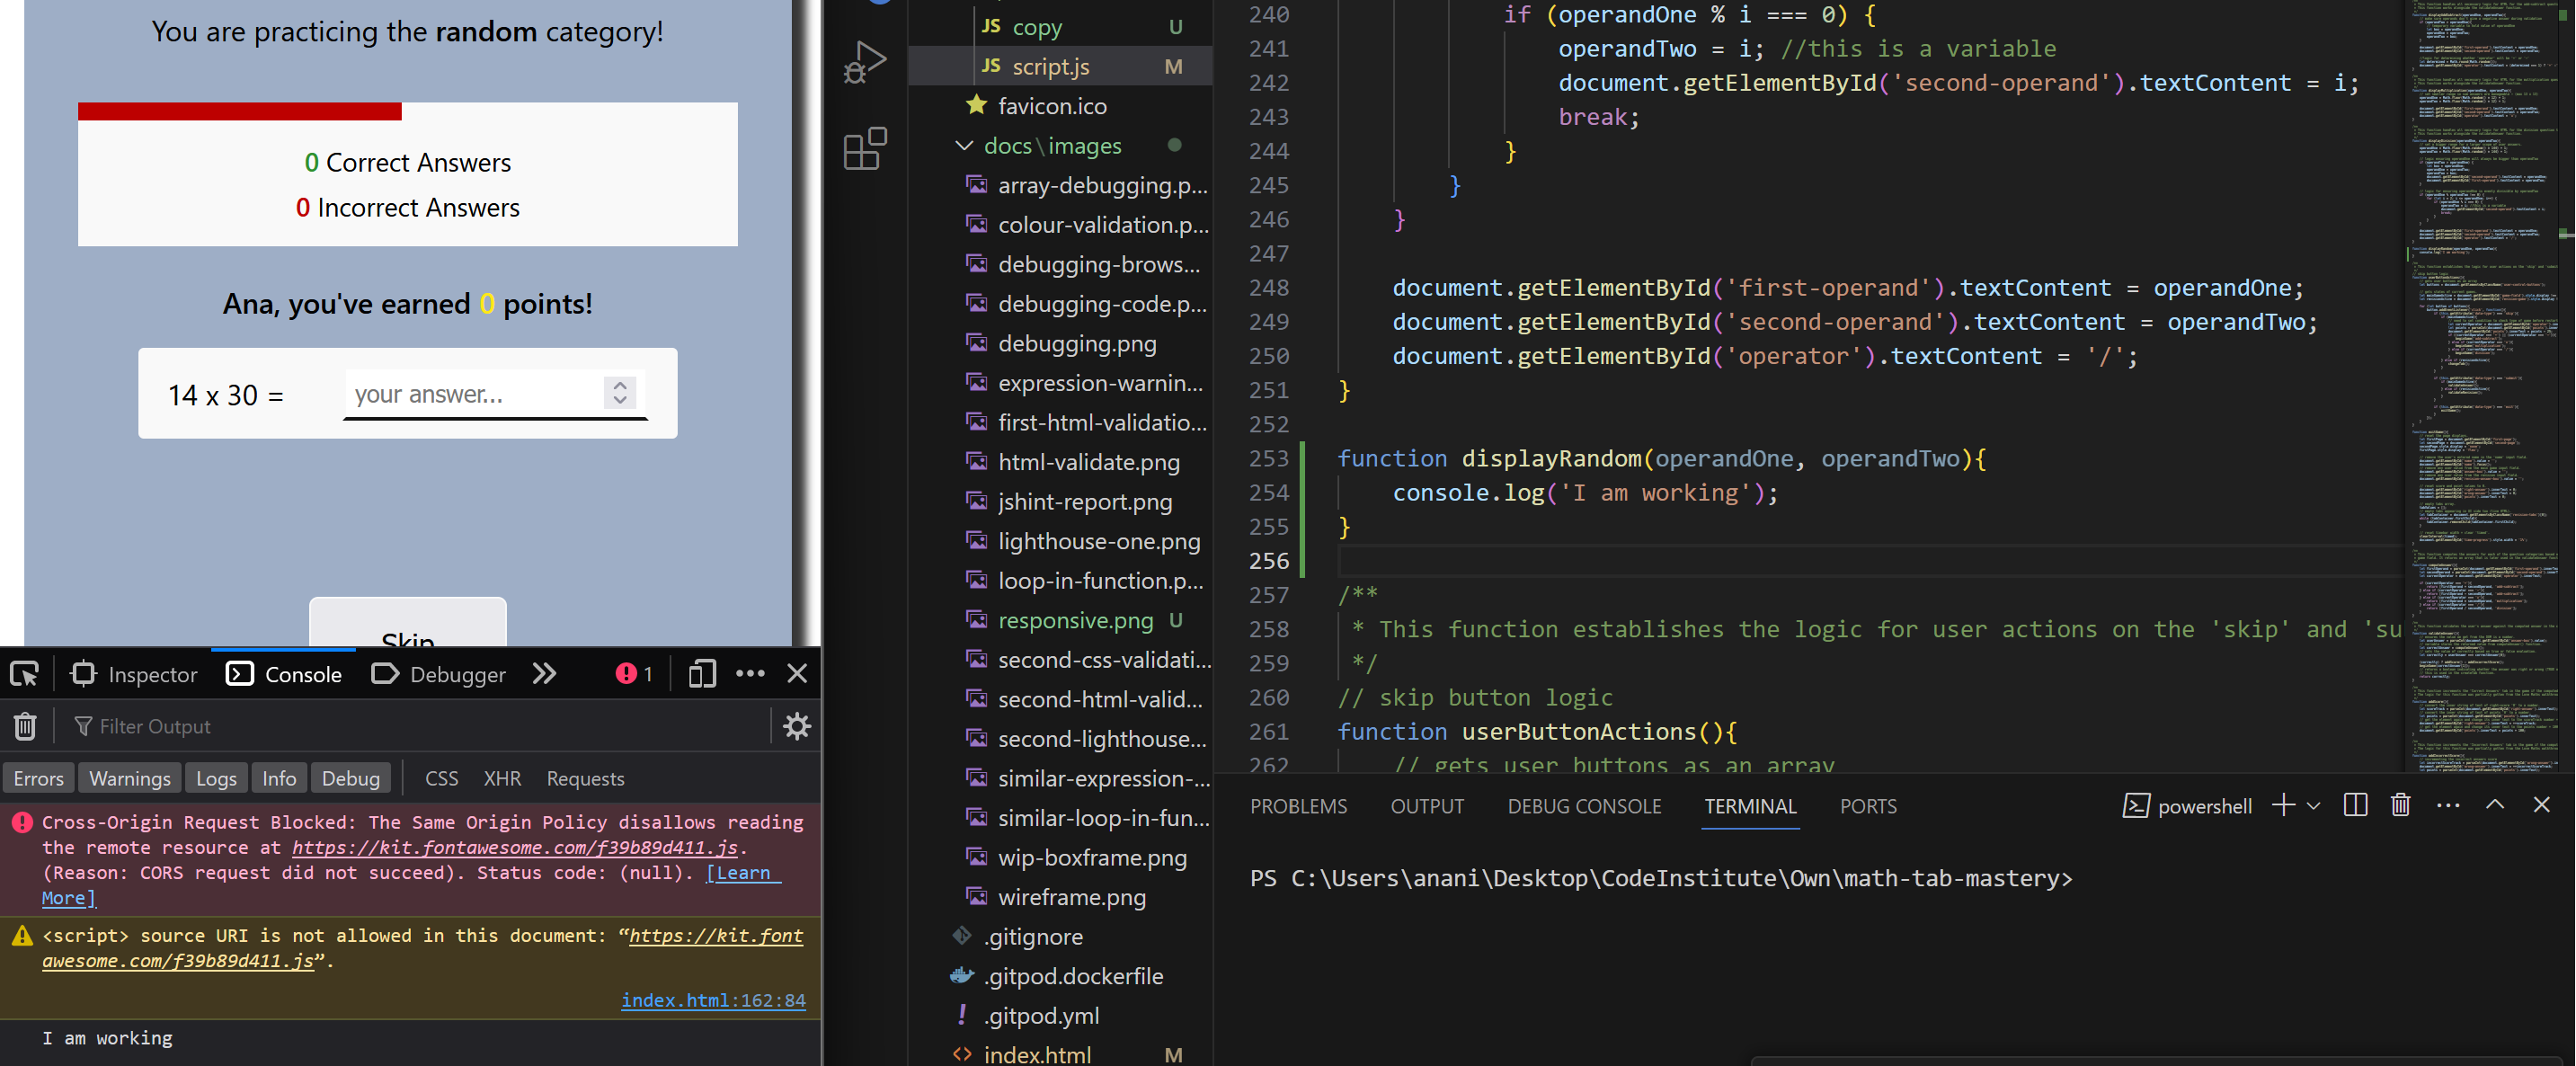 You are practicing the random category!
0 Correct Answers
0 Incorrect Answers
Ana, you've earned 0 points!
14 x 30 =
your answer...
Skip
Inspector
Console
Debugger
1
Filter Output
Errors
Warnings
Logs
Info
Debug
CSS
XHR
Requests
Cross-Origin Request Blocked: The Same Origin Policy disallows reading
the remote resource at https://kit.fontawesome.com/f39b89d411.js.
(Reason: CORS request did not succeed). Status code: (null). [Learn
More]
<script> source URI is not allowed in this document: “https://kit.font
awesome.com/f39b89d411.js”.
index.html:162:84
I am working
JS copy U
JS script.js M
favicon.ico
docs\images
array-debugging.p...
colour-validation.p...
debugging-brows...
debugging-code.p...
debugging.png
expression-warnin...
first-html-validatio...
html-validate.png
jshint-report.png
lighthouse-one.png
loop-in-function.p...
responsive.png U
second-css-validati...
second-html-valid...
second-lighthouse...
similar-expression-...
similar-loop-in-fun...
wip-boxframe.png
wireframe.png
.gitignore
.gitpod.dockerfile
! .gitpod.yml
<> index.html M
240 if (operandOne % i === 0) {
241 operandTwo = i; //this is a variable
242 document.getElementById('second-operand').textContent = i;
243 break;
244 }
245 }
246 }
247
248 document.getElementById('first-operand').textContent = operandOne;
249 document.getElementById('second-operand').textContent = operandTwo;
250 document.getElementById('operator').textContent = '/';
251 }
252
253 function displayRandom(operandOne, operandTwo){
254 console.log('I am working');
255 }
256
257 /**
258 * This function establishes the logic for user actions on the 'skip' and 'su
259 */
260 // skip button logic
261 function userButtonActions(){
262 // gets user buttons as an array
PROBLEMS
OUTPUT
DEBUG CONSOLE
TERMINAL
PORTS
powershell
PS C:\Users\anani\Desktop\CodeInstitute\Own\math-tab-mastery>